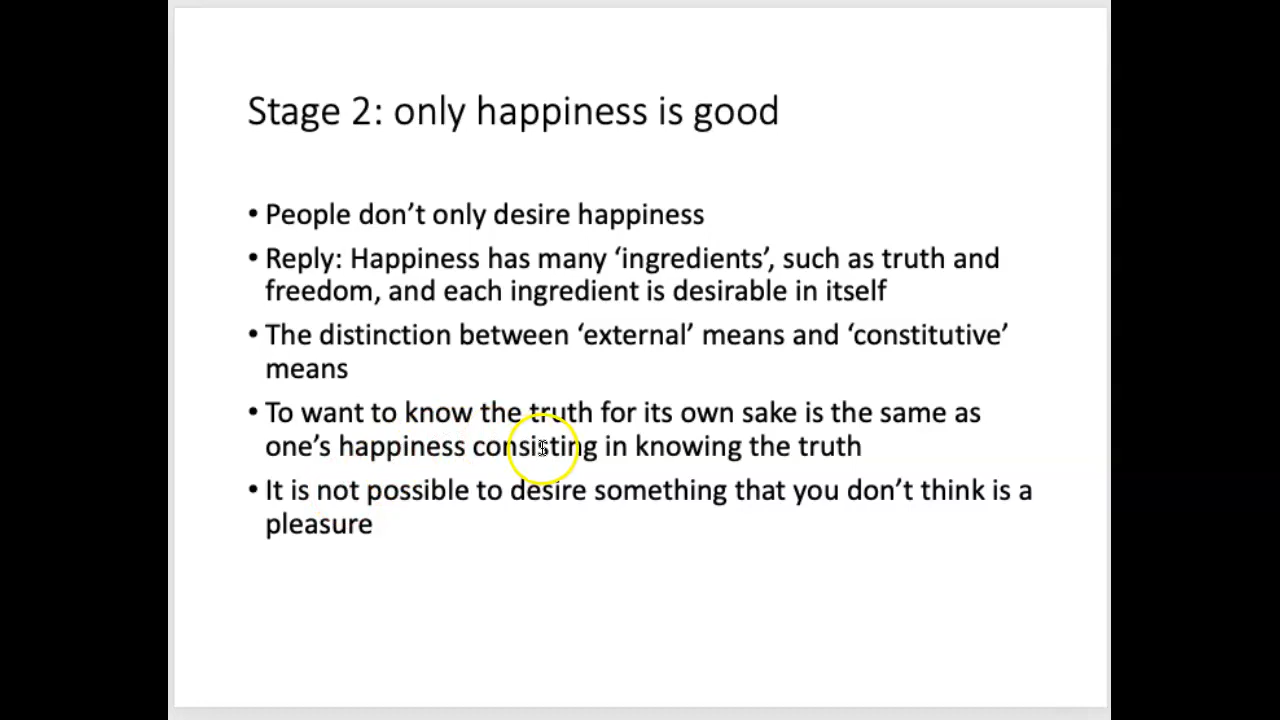 Stage 2: only happiness is good
• People don’t only desire happiness
• Reply: Happiness has many ‘ingredients’, such as truth and
freedom, and each ingredient is desirable in itself
• The distinction between ‘external’ means and ‘constitutive’
means
• To want to know the truth for its own sake is the same as
one’s happiness consisting in knowing the truth
• It is not possible to desire something that you don’t think is a
pleasure